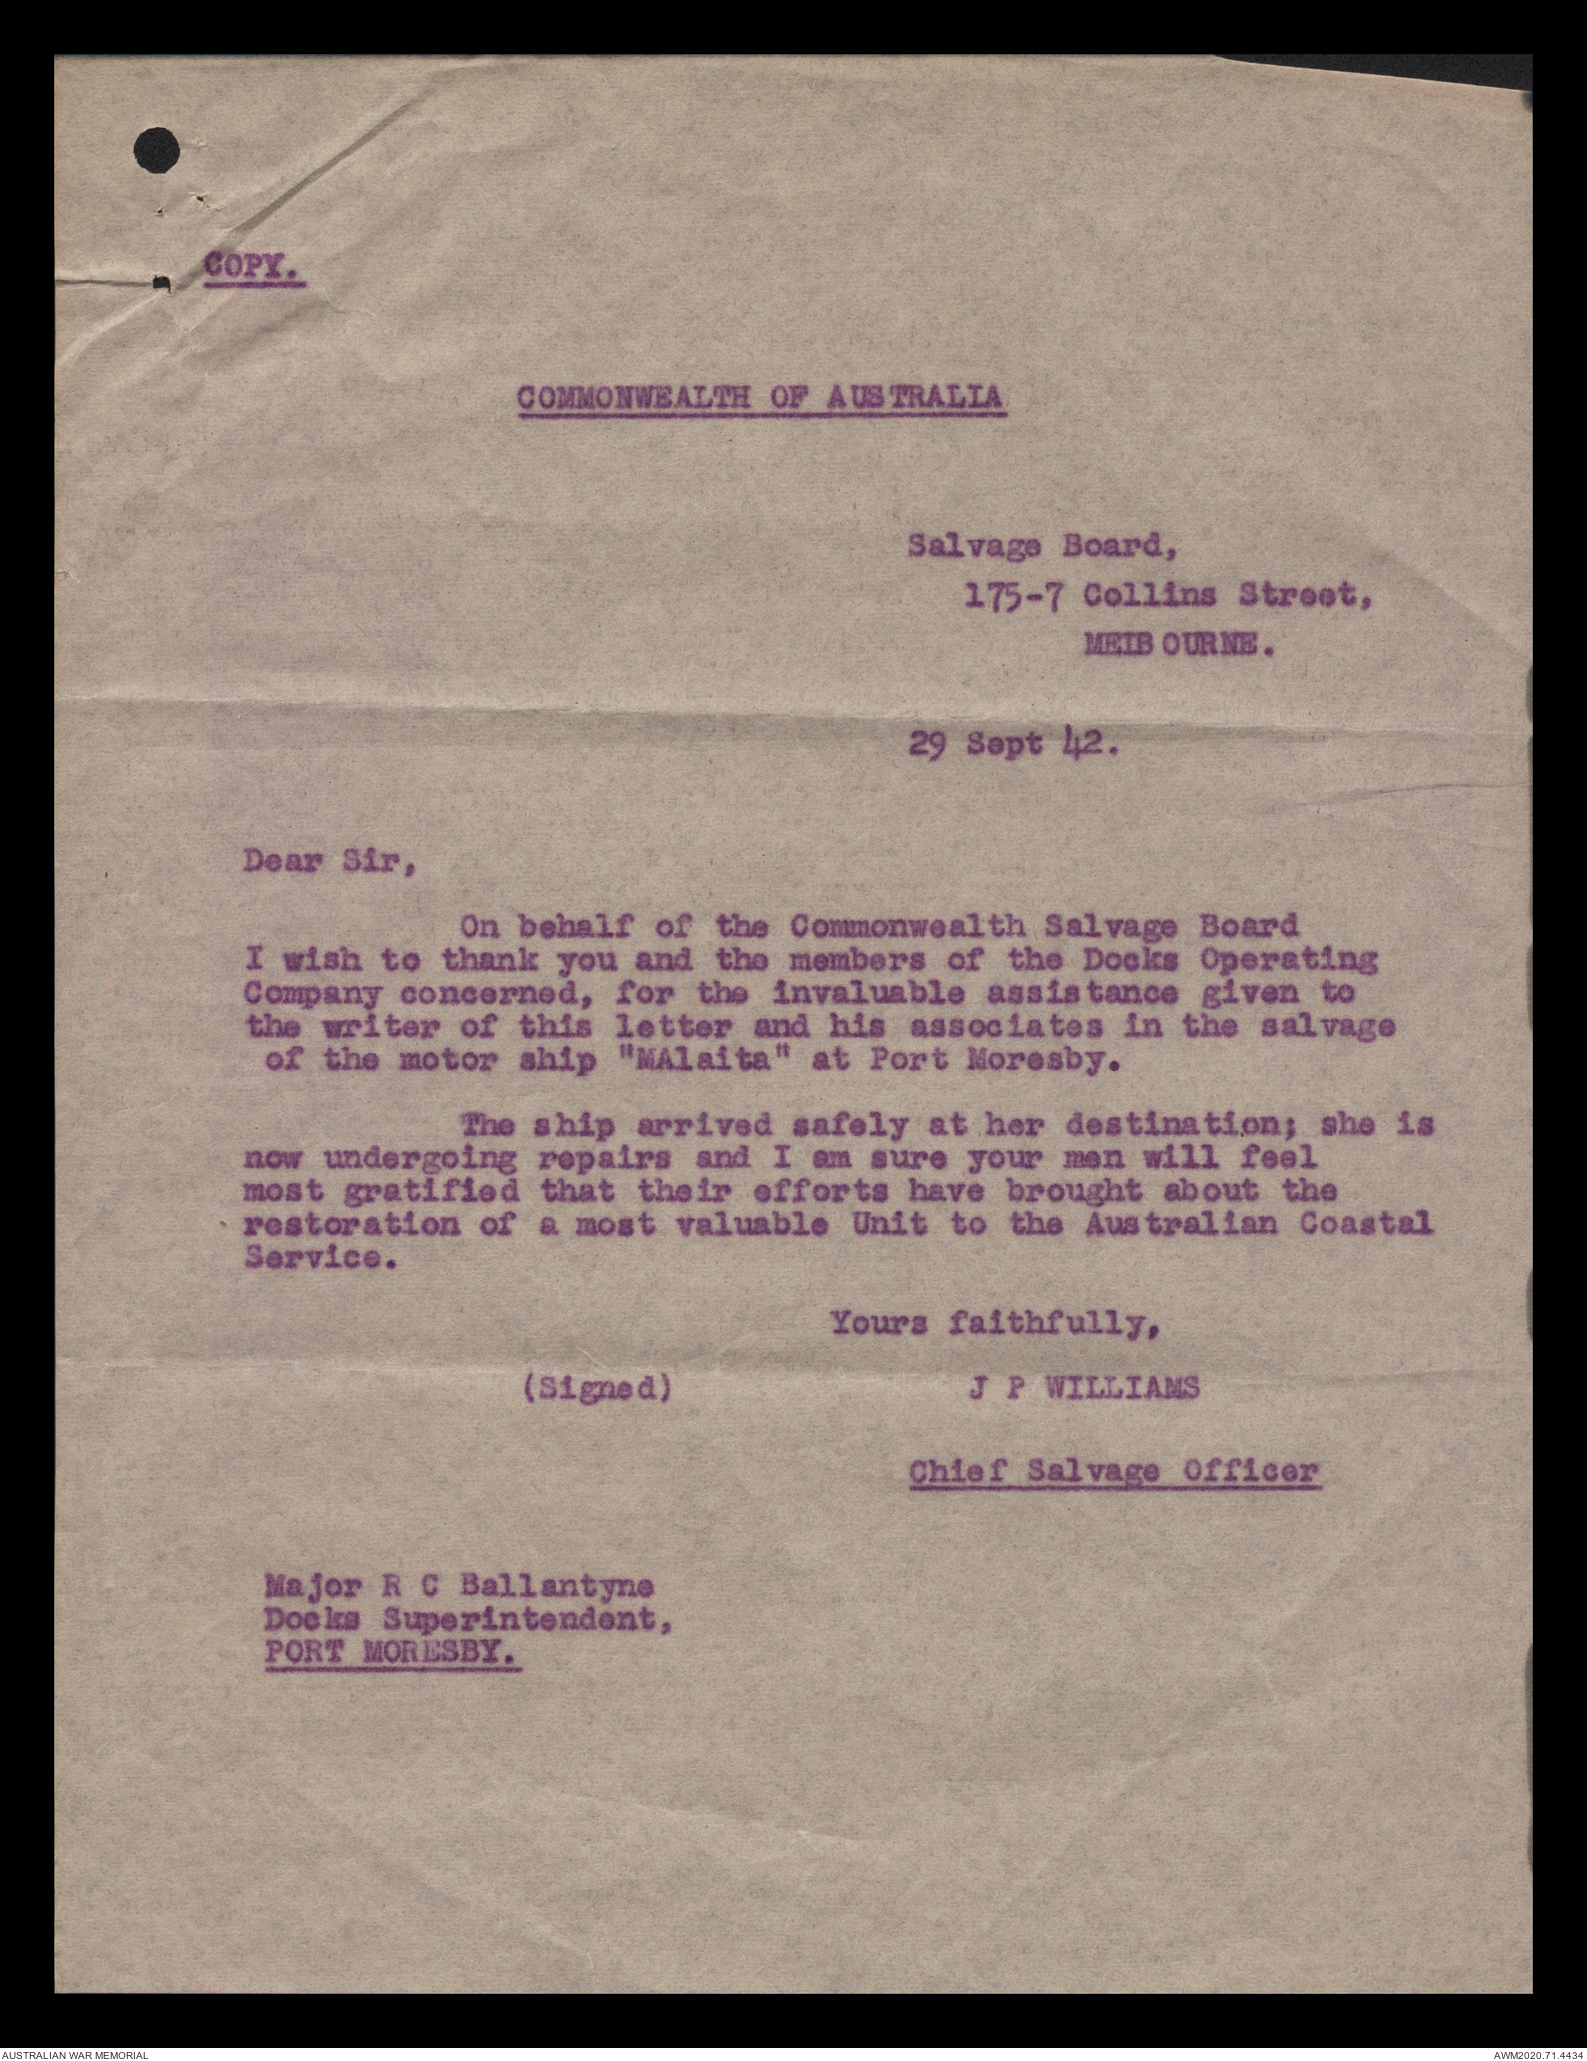 COPY.
COMMONWEALTH OF AUSTRALIA
Salvage Board,
175-7 Collins Street,
MELBOURNE.
29 Sept 42.
Dear Sir,
On behalf of the Commonwealth Salvage Board
I wish to thank you and the members of the Docks Operating
Company concerned, for the invaluable assistance given to
the writer of this letter and his associates in the salvage
of the motor ship "MAlaita" at Port Moresby.
The ship arrived safely at her destination; she is
now undergoing repairs and I am sure your men will feel
most gratified that their efforts have brought about the
restoration of a most valuable Unit to the Australian Coastal
Service.
Yours faithfully,
(Signed) J P WILLIAMS
Chief Salvage Officer
Major R C Ballantyne
Docks Superintendent,
PORT MORESBY.
AUSTRALIAN WAR MEMORIAL AWM2020.71.4434